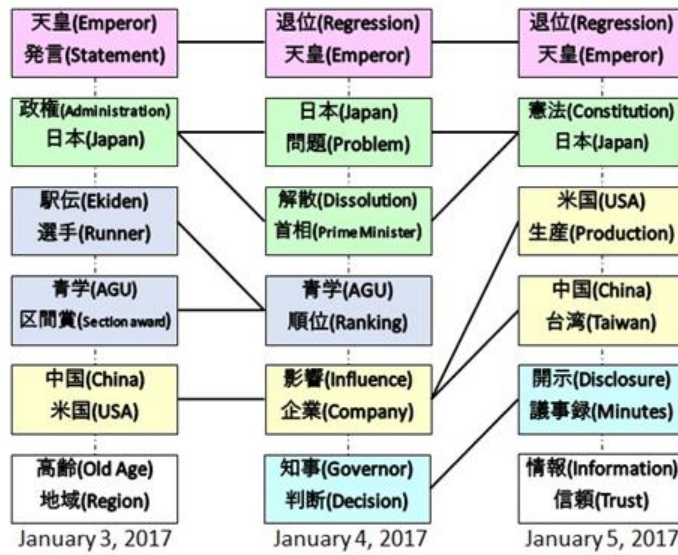 天皇(Emperor)
発言(Statement)
政権(Administration)
日本(Japan)
駅伝(Ekiden)
選手(Runner)
青学(AGU)
区間賞(Section award)
中国(China)
米国(USA)
高齢(Old Age)
地域(Region)
January 3, 2017
退位(Regression)
天皇(Emperor)
日本(Japan)
問題(Problem)
解散(Dissolution)
首相(Prime Minister)
青学(AGU)
順位(Ranking)
影響(Influence)
企業(Company)
知事(Governor)
判断(Decision)
January 4, 2017
退位(Regression)
天皇(Emperor)
憲法(Constitution)
日本(Japan)
米国(USA)
生産(Production)
中国(China)
台湾(Taiwan)
開示(Disclosure)
議事録(Minutes)
情報(Information)
信頼(Trust)
January 5, 2017